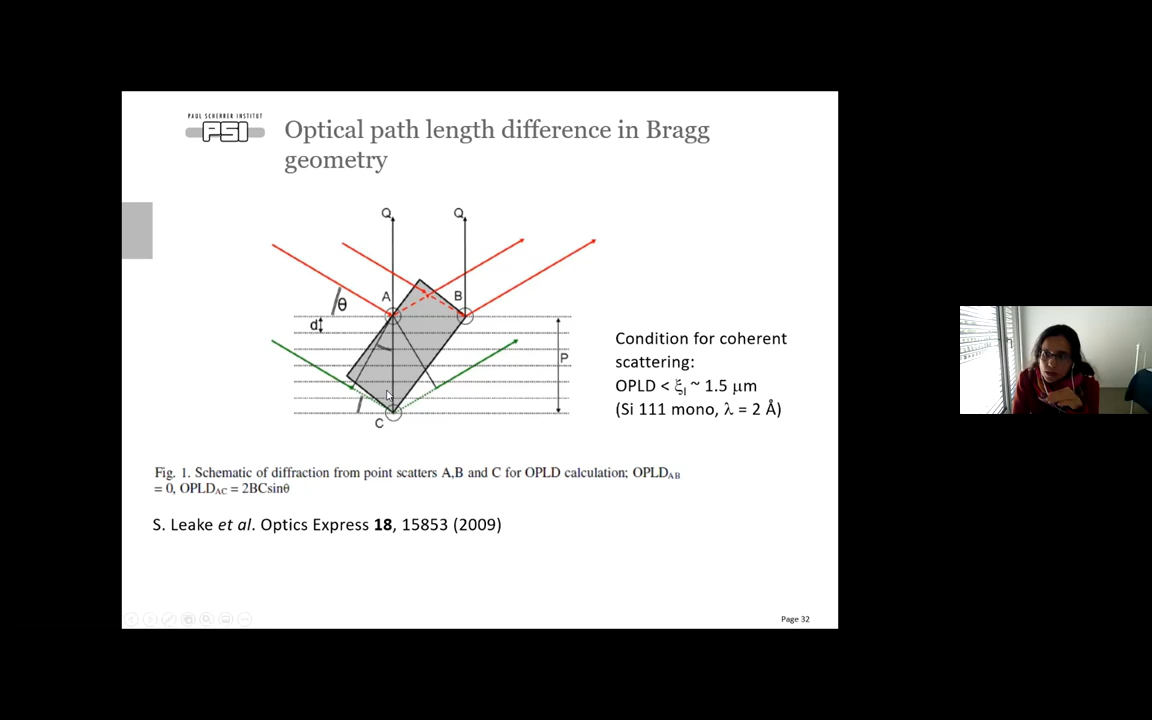 PAUL SCHERRER INSTITUT
PSI
Optical path length difference in Bragg
geometry
Q
Q
A
B
θ
d
P
C
Condition for coherent
scattering:
OPLD < ξl ~ 1.5 μm
(Si 111 mono, λ = 2 Å)
Fig. 1. Schematic of diffraction from point scatters A,B and C for OPLD calculation; OPLDAB
= 0, OPLDAC = 2BCsinθ
S. Leake et al. Optics Express 18, 15853 (2009)
Page 32